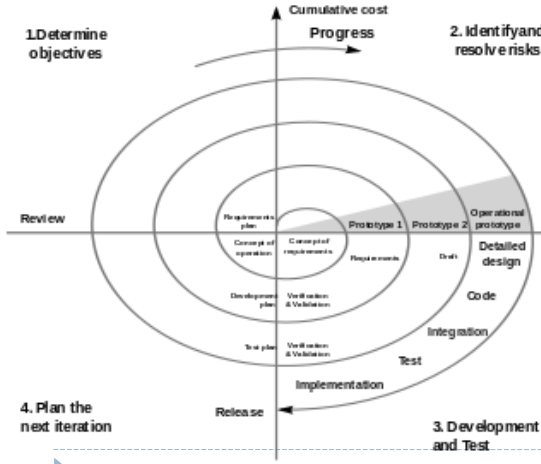 Cumulative cost
Progress
1.Determine
objectives
2. Identifyand
resolve risks
Review
Requirements
plan
Prototype 1
Prototype 2
Operational
prototype
Concept of
operation
Concept of
requirements
Requirements
Draft
Detailed
design
Development
plan
Verification
& Validation
Code
Test plan
Verification
& Validation
Integration
Test
Implementation
Release
4. Plan the
next iteration
3. Development
and Test